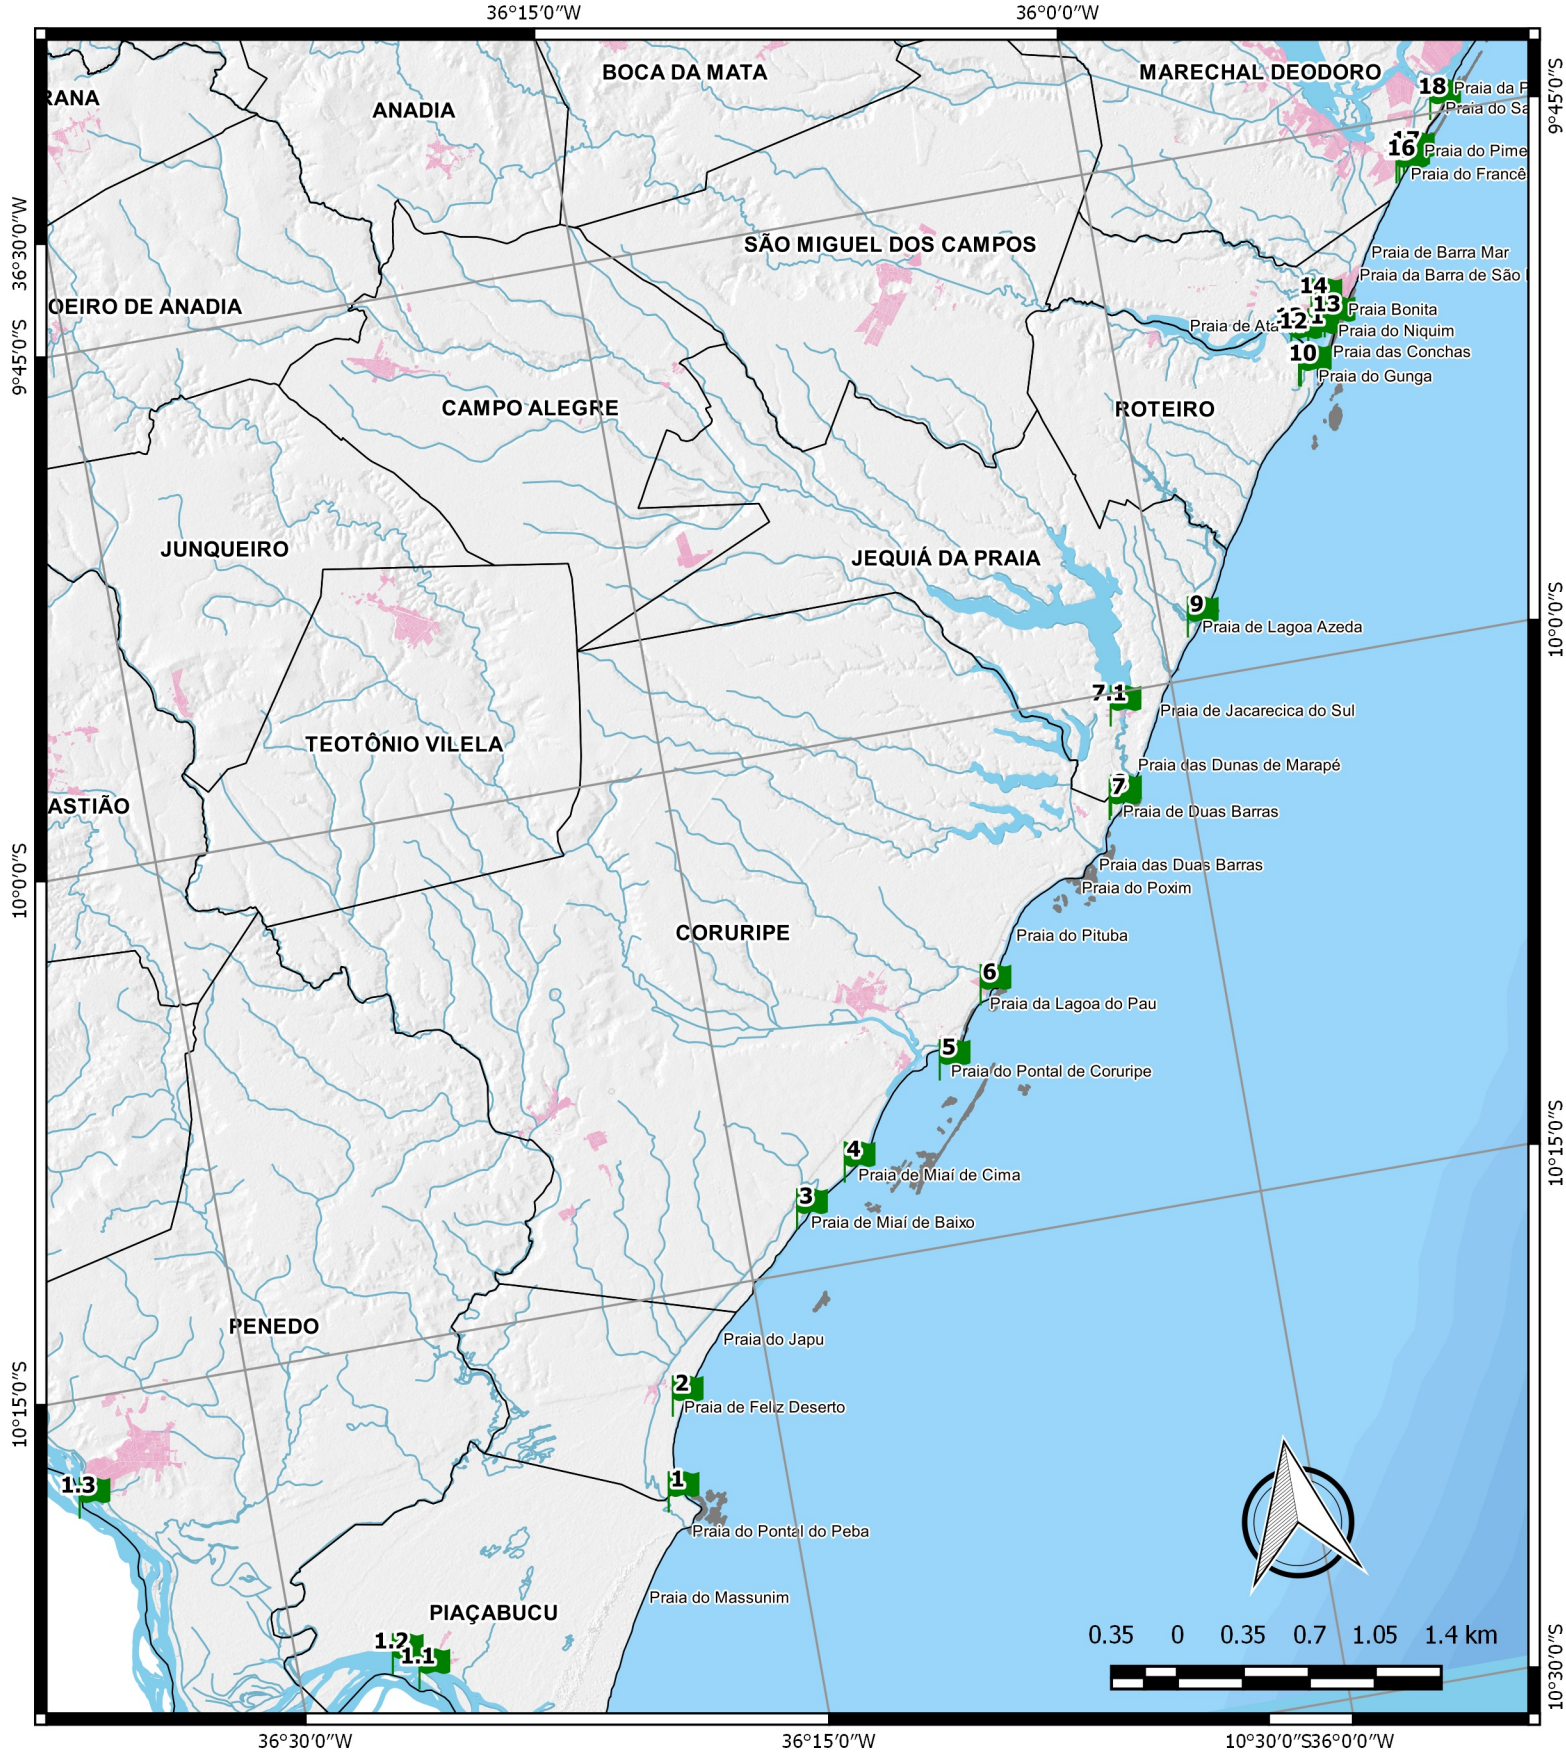 36°15'0"W
36°0'0"W
BOCA DA MATA
MARECHAL DEODORO
RANA
ANADIA
18
Praia da P
Praia do Sa
9°45'0"S
17
16
Praia do Pime
Praia do Francê
36°30'0"W
SÃO MIGUEL DOS CAMPOS
Praia de Barra Mar
Praia da Barra de São
14
OEIRO DE ANADIA
13
Praia Bonita
Praia de Ata
12
Praia do Niquim
9°45'0"S
10
Praia das Conchas
Praia do Gunga
CAMPO ALEGRE
ROTEIRO
JUNQUEIRO
JEQUIÁ DA PRAIA
10°0'0"S
9
Praia de Lagoa Azeda
7.1
Praia de Jacarecica do Sul
TEOTÔNIO VILELA
Praia das Dunas de Marapé
7
ASTIÃO
Praia de Duas Barras
Praia das Duas Barras
10°0'0"S
Praia do Poxim
CORURIPE
Praia do Pituba
6
Praia da Lagoa do Pau
5
Praia do Pontal de Coruripe
10°15'0"S
4
Praia de Miaí de Cima
3
Praia de Miaí de Baixo
PENEDO
Praia do Japu
10°15'0"S
2
Praia de Feliz Deserto
1.3
1
Praia do Pontal do Peba
Praia do Massunim
PIAÇABUCU
1.2
1.1
0.35 0 0.35 0.7 1.05 1.4 km
10°30'0"S
36°30'0"W
36°15'0"W
10°30'0"S
36°0'0"W